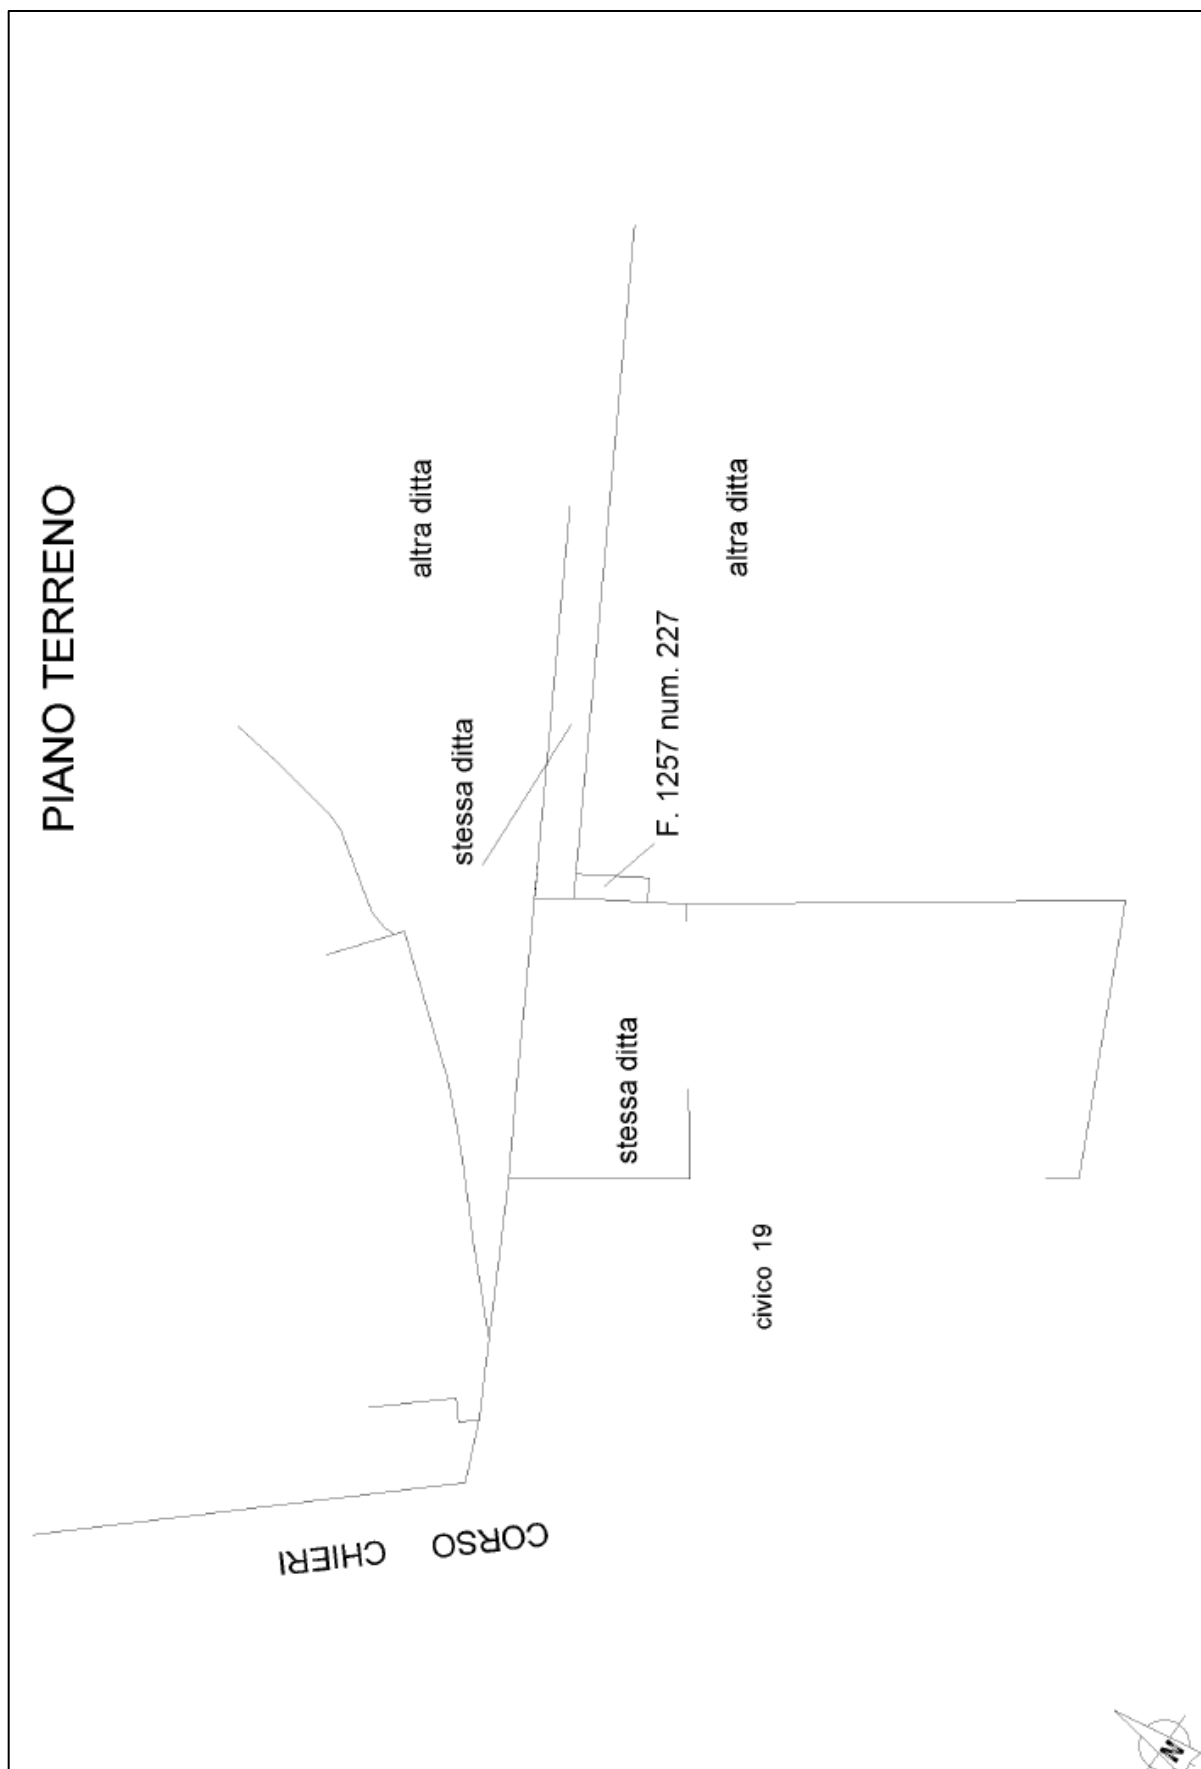 PIANO TERRENO
altra ditta
altra ditta
stessa ditta
F. 1257 num. 227
stessa ditta
civico 19
CORSO CHIERI
N